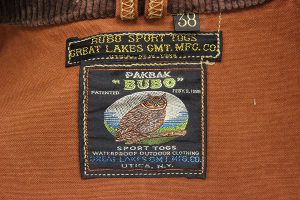 38
BUBO SPORT TOGS
GREAT LAKES GMT. MFG. CO.
PAKBAK
"BUBO"
PATENTED
SPORT TOGS
WATERPROOF OUTDOOR CLOTHING
GREAT LAKES GMT. MFG. CO.
UTICA, N.Y.